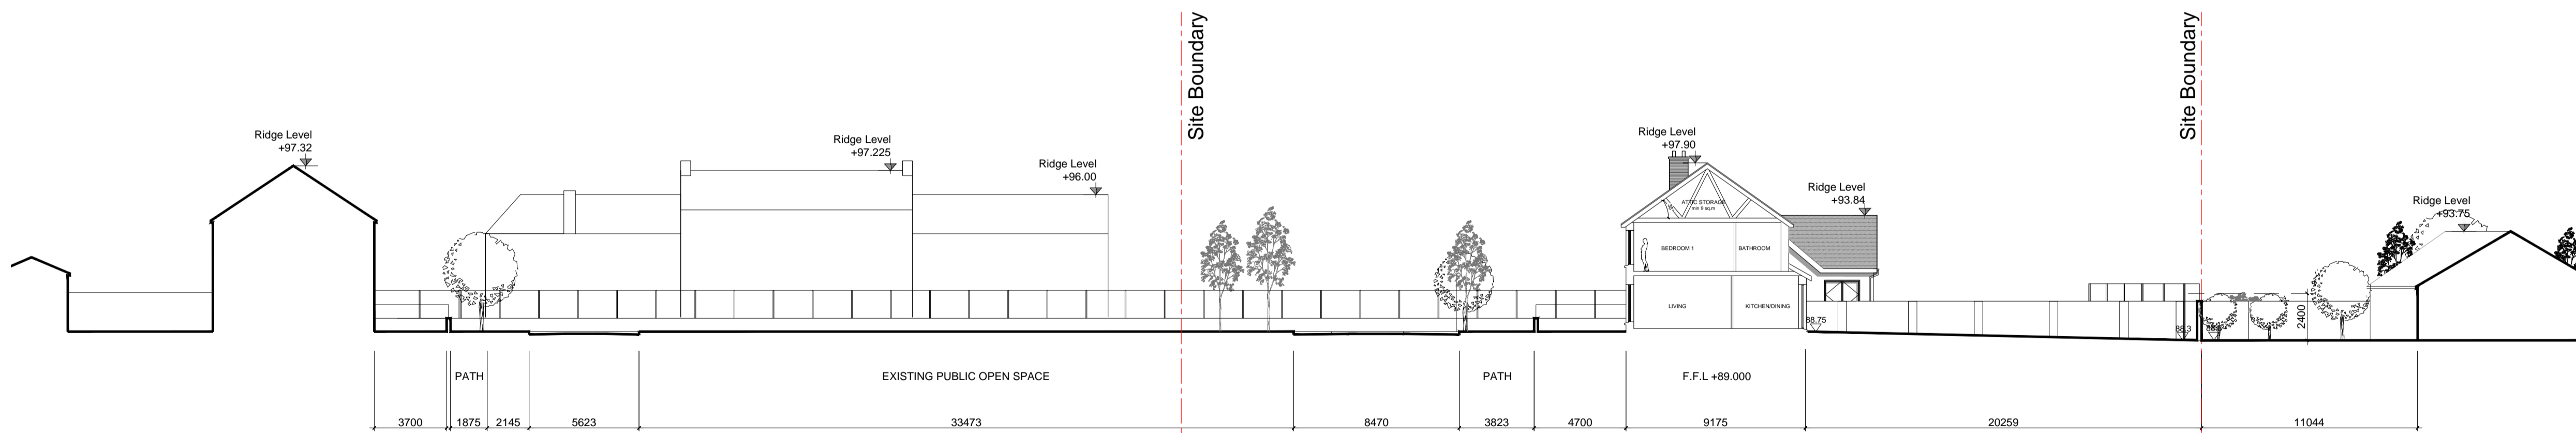 Site Boundary
Site Boundary
Ridge Level
+97.32
Ridge Level
+97.225
Ridge Level
+96.00
Ridge Level
+97.90
Ridge Level
+93.84
Ridge Level
+93.75
ATTIC STORAGE
min 9 sq.m
BEDROOM 1
BATHROOM
LIVING
KITCHEN/DINING
88.75
88.3
2400
PATH
EXISTING PUBLIC OPEN SPACE
PATH
F.F.L +89.000
3700
1875
2145
5623
33473
8470
3823
4700
9175
20259
11044